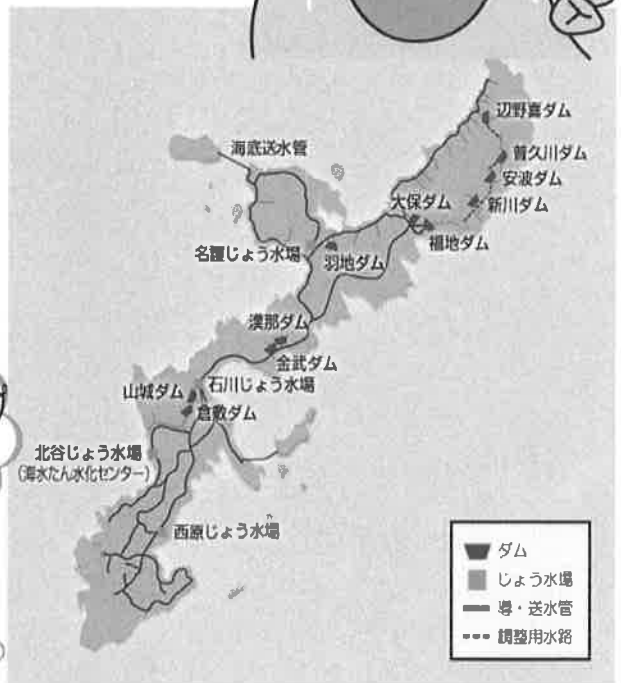 辺野喜ダム
海底送水管
普久川ダム
安波ダム
大保ダム
新川ダム
福地ダム
名護じょう水場
羽地ダム
漢那ダム
金武ダム
石川じょう水場
山城ダム
倉敷ダム
北谷じょう水場
(海水たん水化センター)
西原じょう水場
ダム
じょう水場
導・送水管
調整用水路